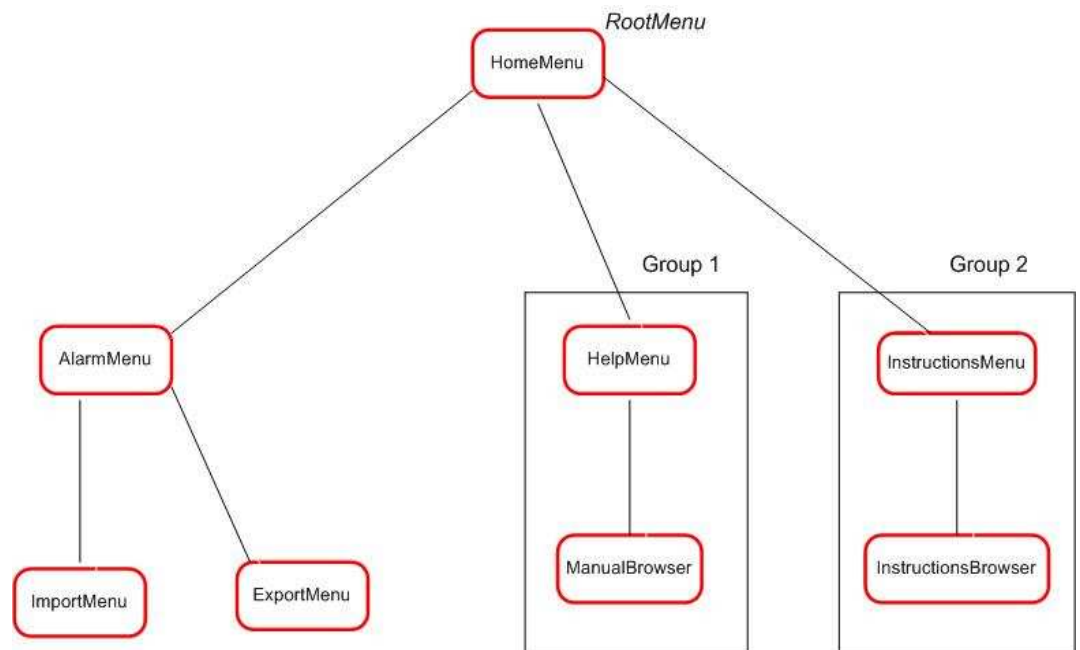 RootMenu
HomeMenu
Group 1
Group 2
AlarmMenu
HelpMenu
InstructionsMenu
ImportMenu
ExportMenu
ManualBrowser
InstructionsBrowser